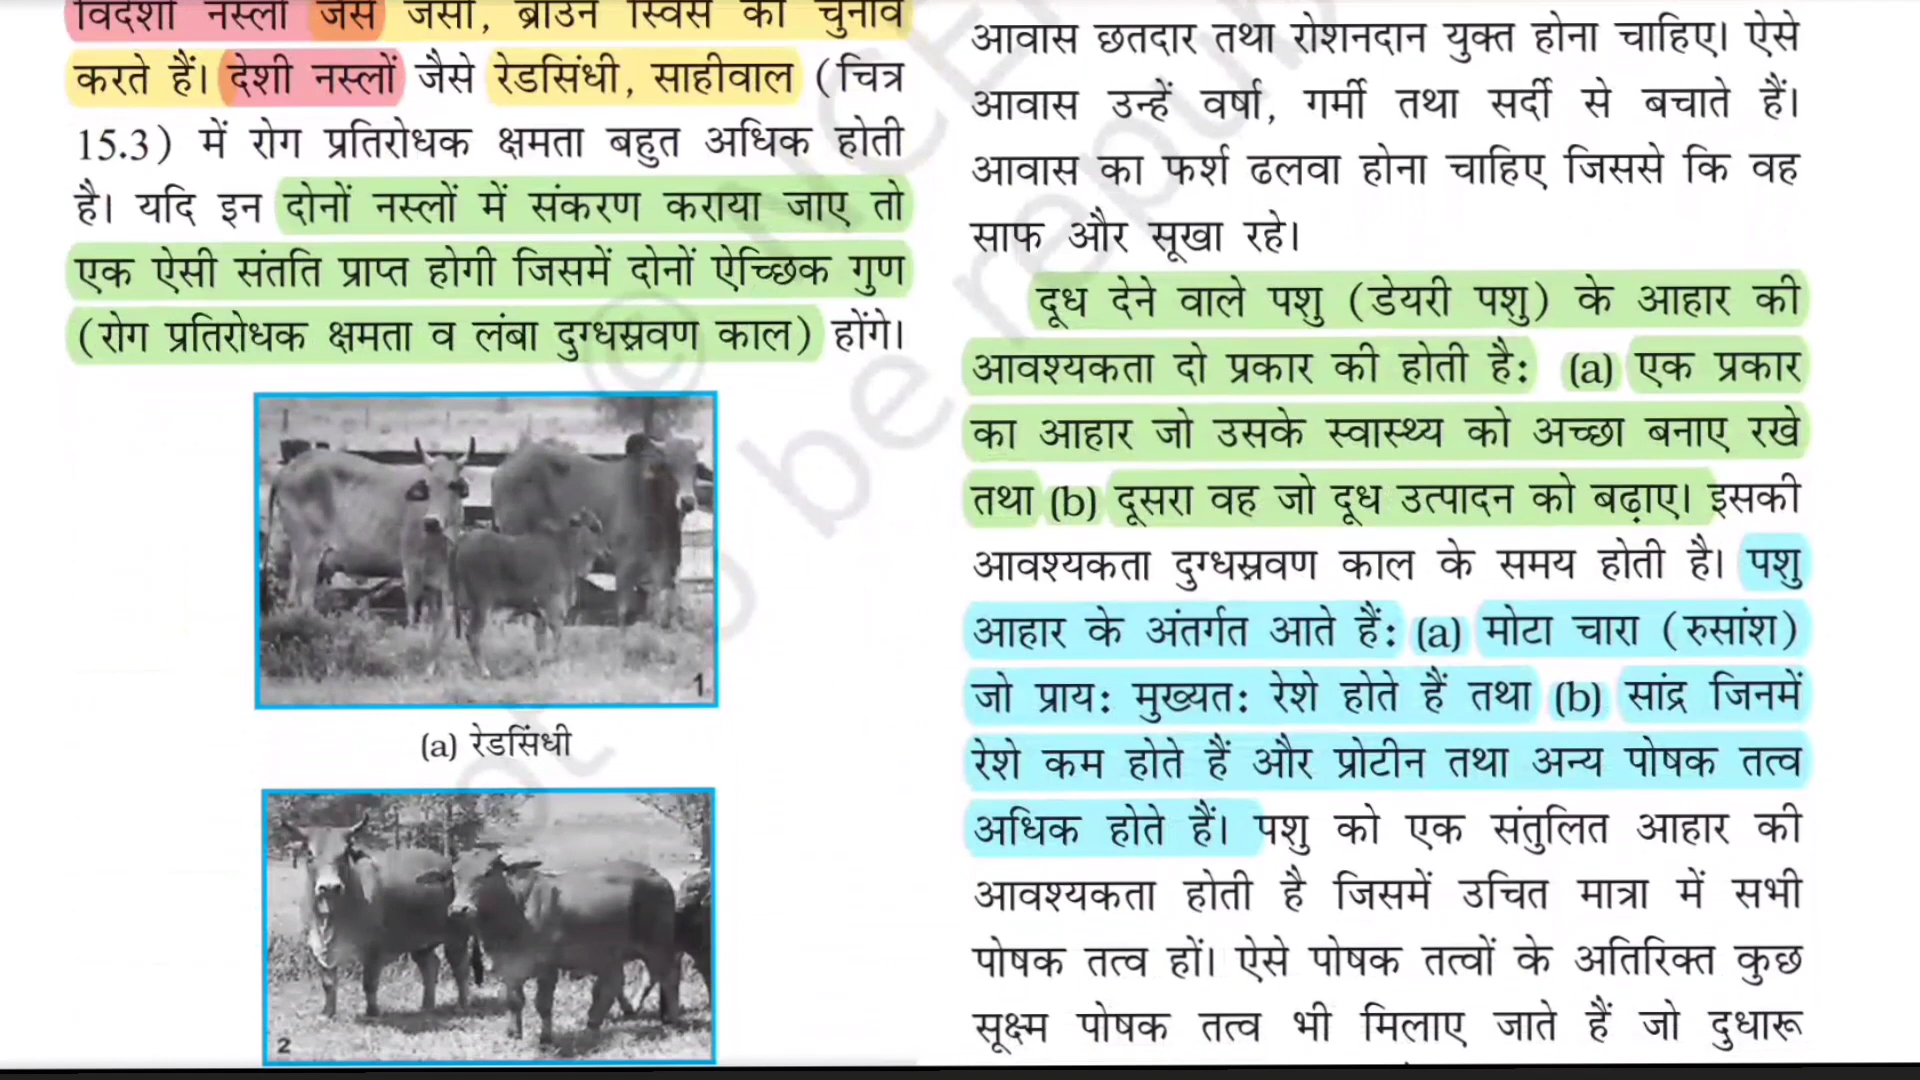 विदेशी नस्लों जैसे जर्सी, ब्राउन स्विस का चुनाव
करते हैं। देशी नस्लों जैसे रेडसिंधी, साहीवाल (चित्र
15.3) में रोग प्रतिरोधक क्षमता बहुत अधिक होती
है। यदि इन दोनों नस्लों में संकरण कराया जाए तो
एक ऐसी संतति प्राप्त होगी जिसमें दोनों ऐच्छिक गुण
(रोग प्रतिरोधक क्षमता व लंबा दुग्धस्रवण काल) होंगे।
1
(a) रेडसिंधी
2
आवास छतदार तथा रोशनदान युक्त होना चाहिए। ऐसे
आवास उन्हें वर्षा, गर्मी तथा सर्दी से बचाते हैं।
आवास का फर्श ढलवा होना चाहिए जिससे कि वह
साफ और सूखा रहे।
दूध देने वाले पशु (डेयरी पशु) के आहार की
आवश्यकता दो प्रकार की होती है: (a) एक प्रकार
का आहार जो उसके स्वास्थ्य को अच्छा बनाए रखे
तथा (b) दूसरा वह जो दूध उत्पादन को बढ़ाए। इसकी
आवश्यकता दुग्धस्रवण काल के समय होती है। पशु
आहार के अंतर्गत आते हैं: (a) मोटा चारा (रुसांश)
जो प्राय: मुख्यत: रेशे होते हैं तथा (b) सांद्र जिनमें
रेशे कम होते हैं और प्रोटीन तथा अन्य पोषक तत्व
अधिक होते हैं। पशु को एक संतुलित आहार की
आवश्यकता होती है जिसमें उचित मात्रा में सभी
पोषक तत्व हों। ऐसे पोषक तत्वों के अतिरिक्त कुछ
सूक्ष्म पोषक तत्व भी मिलाए जाते हैं जो दुधारू